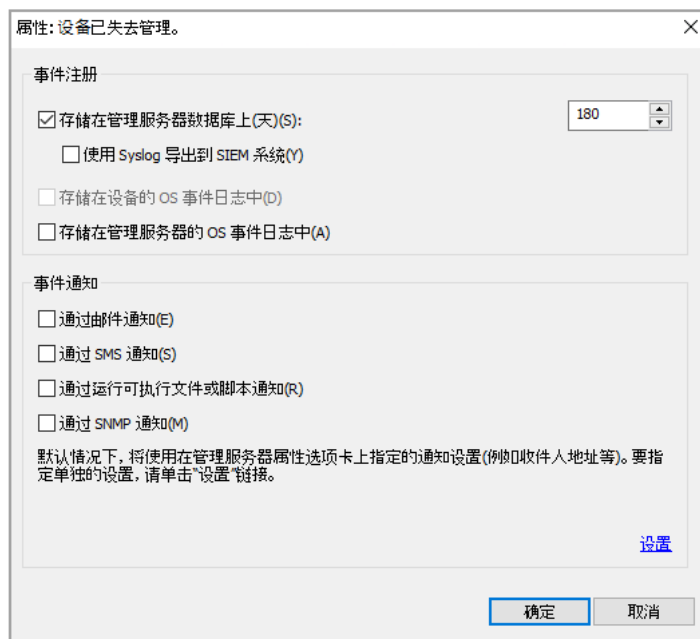 属性: 设备已失去管理。
事件注册
存储在管理服务器数据库上(天)(S):
180
使用 Syslog 导出到 SIEM 系统(Y)
存储在设备的 OS 事件日志中(D)
存储在管理服务器的 OS 事件日志中(A)
事件通知
通过邮件通知(E)
通过 SMS 通知(S)
通过运行可执行文件或脚本通知(R)
通过 SNMP 通知(M)
默认情况下，将使用在管理服务器属性选项卡上指定的通知设置(例如收件人地址等)。要指
定单独的设置，请单击“设置”链接。
设置
确定
取消